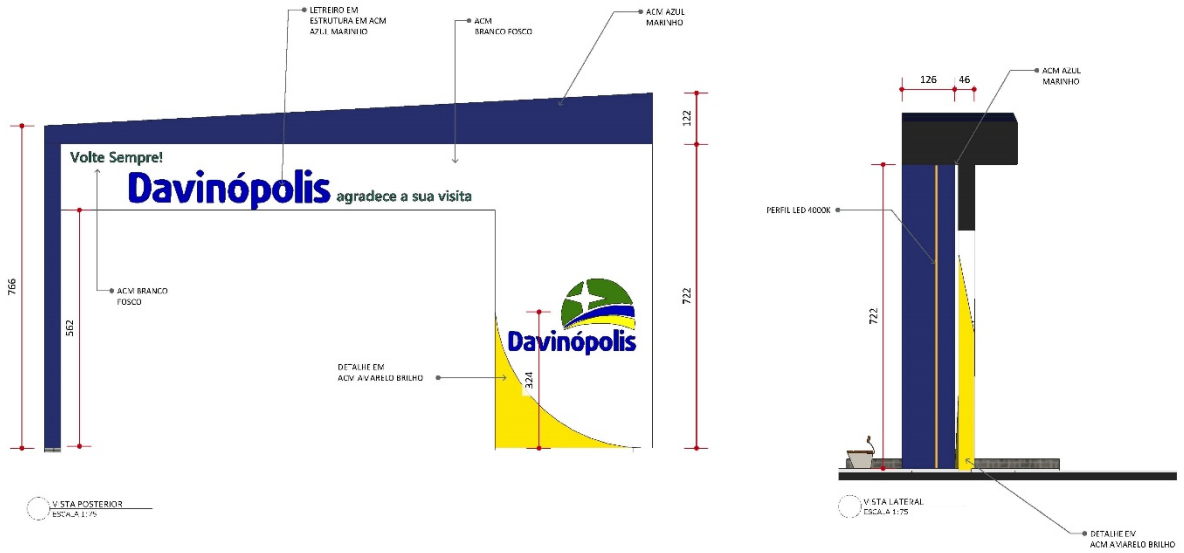 LETREIRO EM
ESTRUTURA EM ACM
AZUL MARINHO
ACM
BRANCO FOSCO
ACM AZUL
MARINHO
122
Volte Sempre!
Davinópolis agradece a sua visita
766
562
ACM BRANCO
FOSCO
722
Davinópolis
DETALHE EM
ACM AMARELO BRILHO
324
VISTA POSTERIOR
ESCALA 1:75
126
46
ACM AZUL
MARINHO
PERFIL LED 4000K
722
VISTA LATERAL
ESCALA 1:75
DETALHE EM
ACM AMARELO BRILHO